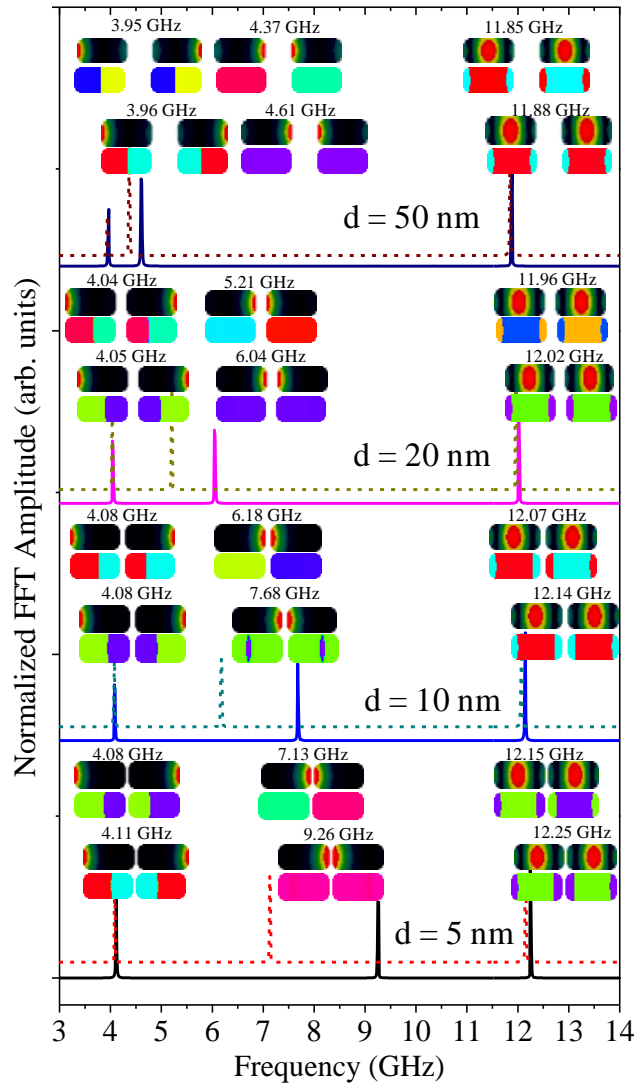 3.95 GHz 4.37 GHz 11.85 GHz
3.96 GHz 4.61 GHz 11.88 GHz
d = 50 nm
4.04 GHz 5.21 GHz 11.96 GHz
4.05 GHz 6.04 GHz 12.02 GHz
d = 20 nm
4.08 GHz 6.18 GHz 12.07 GHz
4.08 GHz 7.68 GHz 12.14 GHz
d = 10 nm
4.08 GHz 7.13 GHz 12.15 GHz
4.11 GHz 9.26 GHz 12.25 GHz
d = 5 nm
Normalized FFT Amplitude (arb. units)
3 4 5 6 7 8 9 10 11 12 13 14
Frequency (GHz)